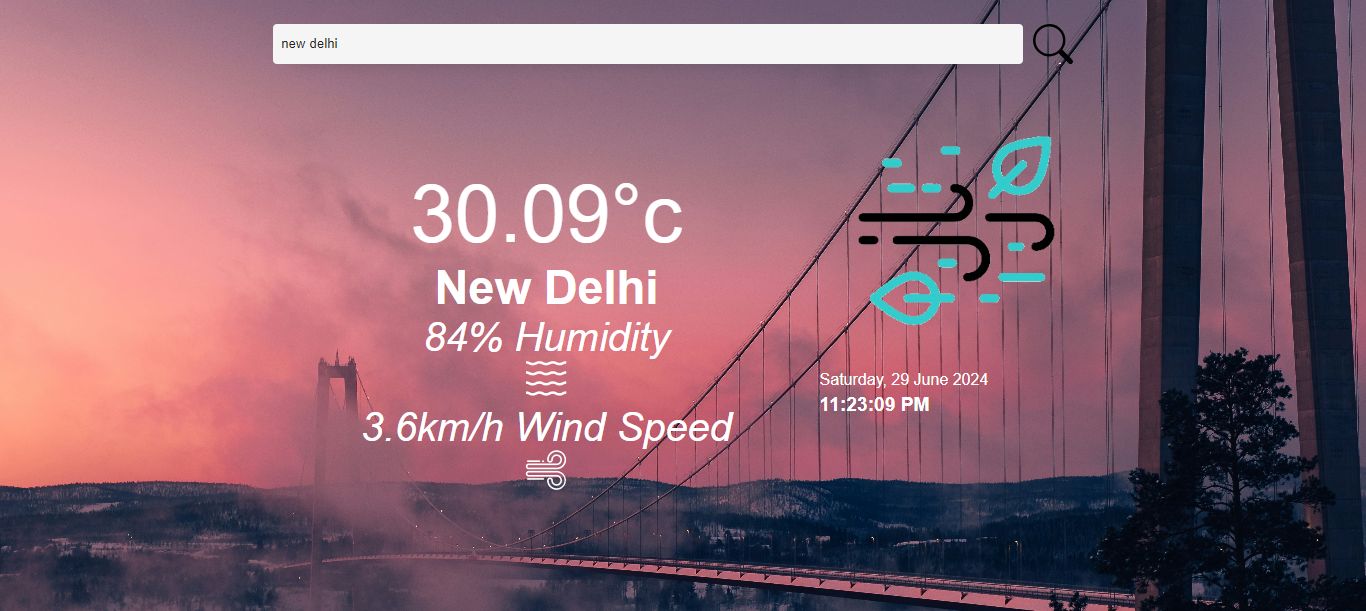 new delhi
30.09°c
New Delhi
84% Humidity
3.6km/h Wind Speed
Saturday, 29 June 2024
11:23:09 PM